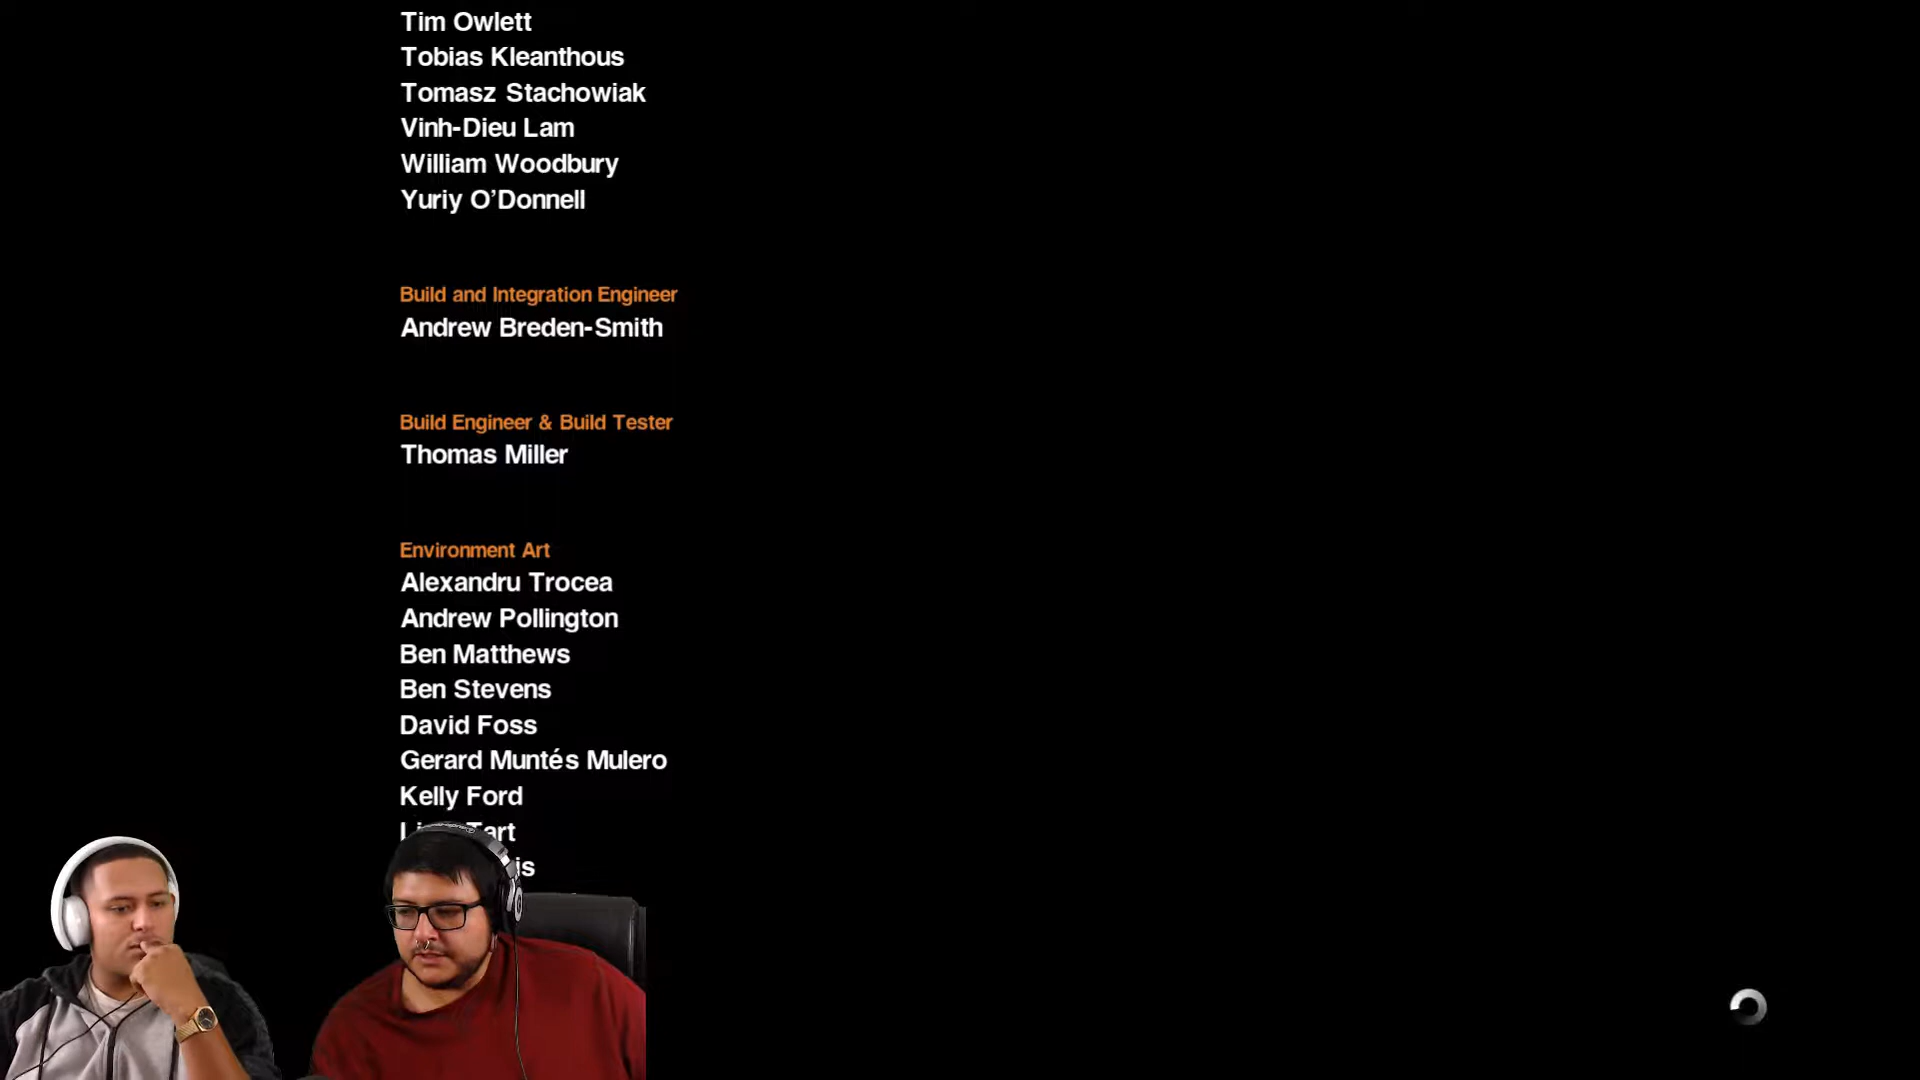 Tim Owlett
Tobias Kleanthous
Tomasz Stachowiak
Vinh-Dieu Lam
William Woodbury
Yuriy O’Donnell
Build and Integration Engineer
Andrew Breden-Smith
Build Engineer & Build Tester
Thomas Miller
Environment Art
Alexandru Trocea
Andrew Pollington
Ben Matthews
Ben Stevens
David Foss
Gerard Muntés Mulero
Kelly Ford
Tart